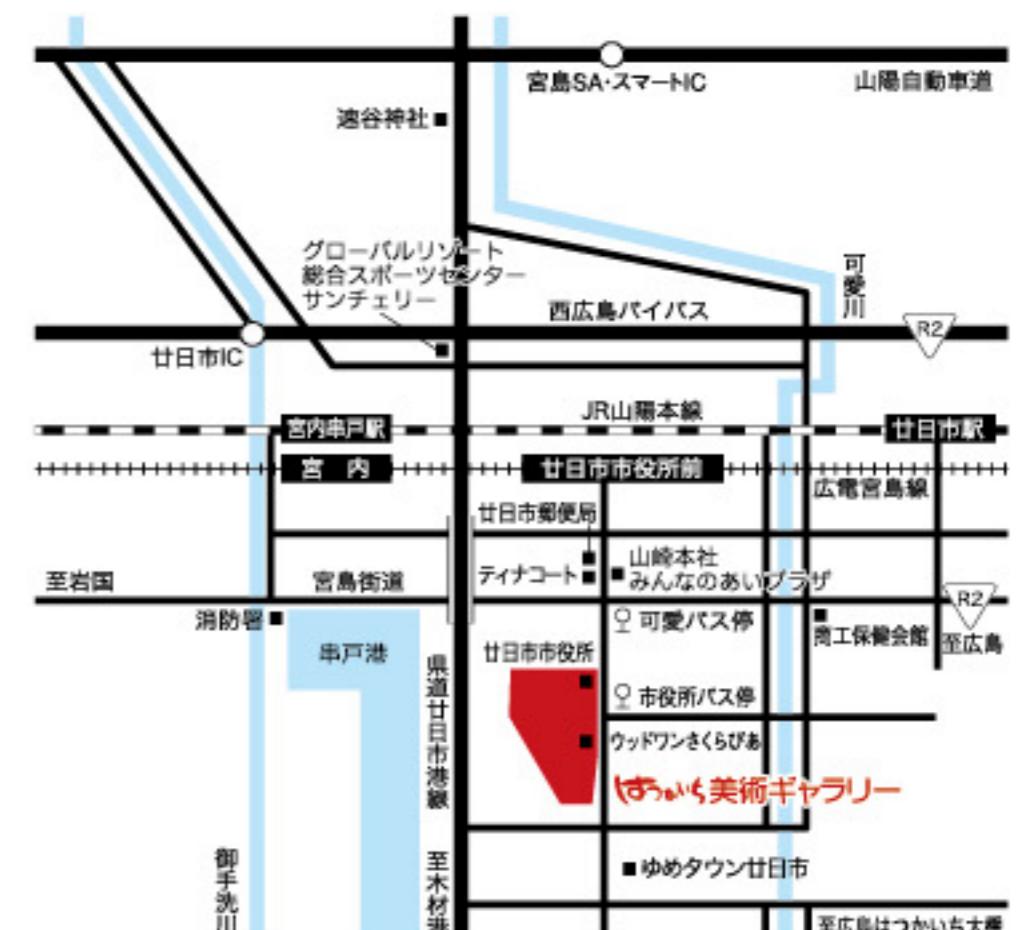 宮島SA・スマートIC
山陽自動車道
速谷神社
グローバルリゾート
総合スポーツセンター
サンチェリー
可愛川
西広島バイパス
R2
廿日市IC
JR山陽本線
宮内串戸駅
廿日市駅
宮内
廿日市市役所前
広電宮島線
廿日市郵便局
山崎本社
みんなのあいプラザ
ティナコート
至岩国
宮島街道
R2
消防署
可愛バス停
商工保健会館
至広島
串戸港
廿日市市役所
県道廿日市港線
市役所バス停
ウッドワンさくらぴあ
はつかいち美術ギャラリー
ゆめタウン廿日市
御手洗川
至木材港
至広島はつかいち大橋